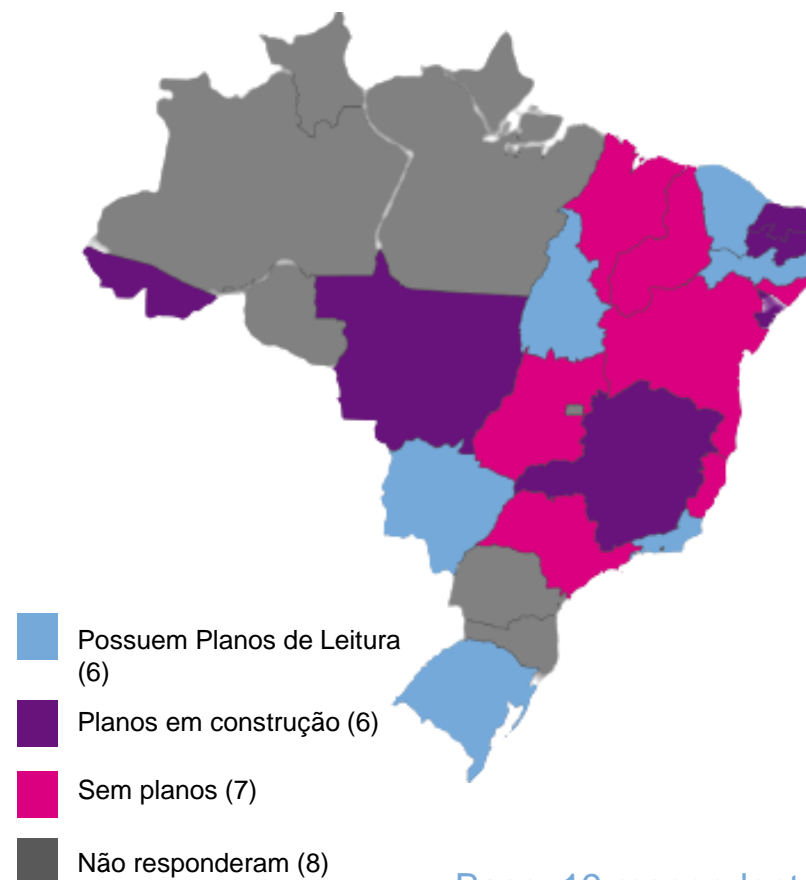 Possuem Planos de Leitura
(6)
Planos em construção (6)
Sem planos (7)
Não responderam (8)